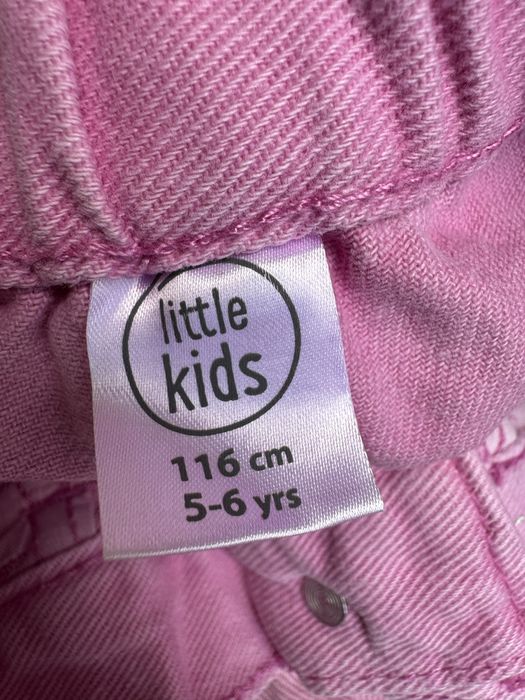 little
kids
116 cm
5-6 yrs